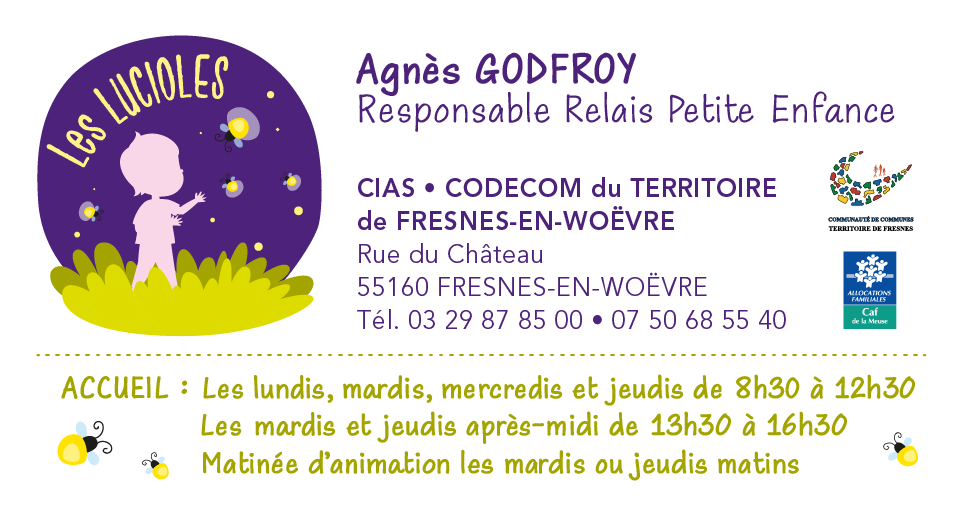 Les LUCIOLES
Agnès GODFROY
Responsable Relais Petite Enfance
CIAS • CODECOM du TERRITOIRE
de FRESNES-EN-WOËVRE
Rue du Château
55160 FRESNES-EN-WOËVRE
Tél. 03 29 87 85 00 • 07 50 68 55 40
COMMUNAUTÉ DE COMMUNES
TERRITOIRE DE FRESNES
ALLOCATIONS
FAMILIALES
Caf
de la Meuse
ACCUEIL : Les lundis, mardis, mercredis et jeudis de 8h30 à 12h30
Les mardis et jeudis après-midi de 13h30 à 16h30
Matinée d'animation les mardis ou jeudis matins